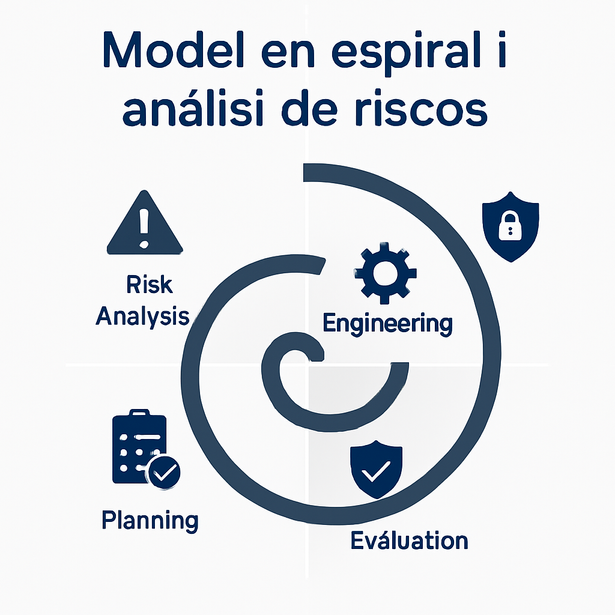 Model en espiral i
análisi de riscos
Risk
Analysis
Engineering
Planning
Eváluation